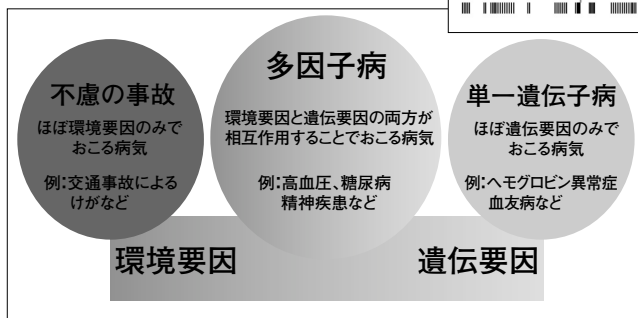 不慮の事故
ほぼ環境要因のみで
おこる病気
例：交通事故による
けがなど
多因子病
環境要因と遺伝要因の両方が
相互作用することでおこる病気
例：高血圧、糖尿病
精神疾患など
単一遺伝子病
ほぼ遺伝要因のみで
おこる病気
例：ヘモグロビン異常症
血友病など
環境要因
遺伝要因